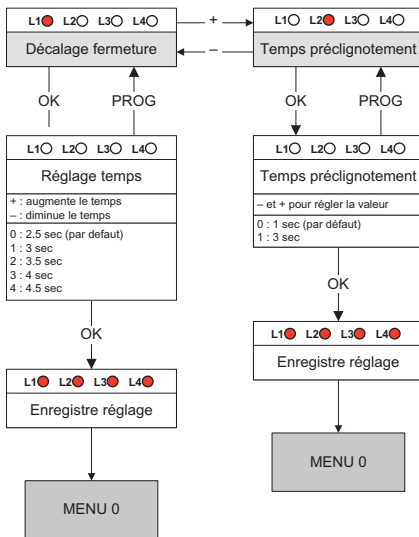 L1 L2 L3 L4
Décalage fermeture
+
–
L1 L2 L3 L4
Temps préclignotement
OK
PROG
OK
PROG
L1 L2 L3 L4
Réglage temps
+ : augmente le temps
– : diminue le temps
0 : 2.5 sec (par defaut)
1 : 3 sec
2 : 3.5 sec
3 : 4 sec
4 : 4.5 sec
L1 L2 L3 L4
Temps préclignotement
– et + pour régler la valeur
0 : 1 sec (par défaut)
1 : 3 sec
OK
L1 L2 L3 L4
Enregistre réglage
MENU 0
OK
L1 L2 L3 L4
Enregistre réglage
MENU 0